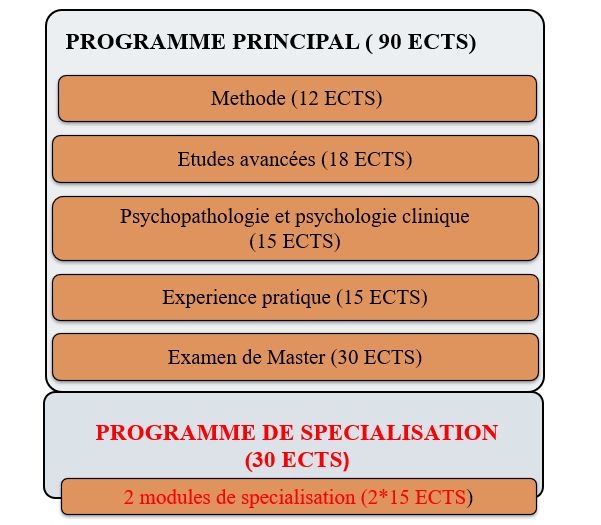 PROGRAMME PRINCIPAL ( 90 ECTS)
Methode (12 ECTS)
Etudes avancées (18 ECTS)
Psychopathologie et psychologie clinique
(15 ECTS)
Experience pratique (15 ECTS)
Examen de Master (30 ECTS)
PROGRAMME DE SPECIALISATION
(30 ECTS)
2 modules de specialisation (2*15 ECTS)